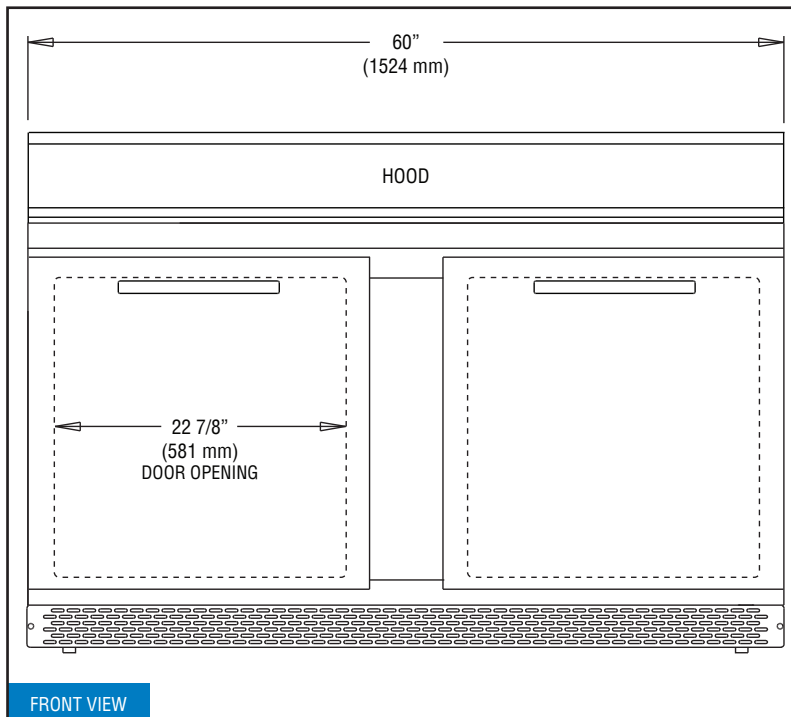 60”
(1524 mm)
HOOD
22 7/8”
(581 mm)
DOOR OPENING
FRONT VIEW